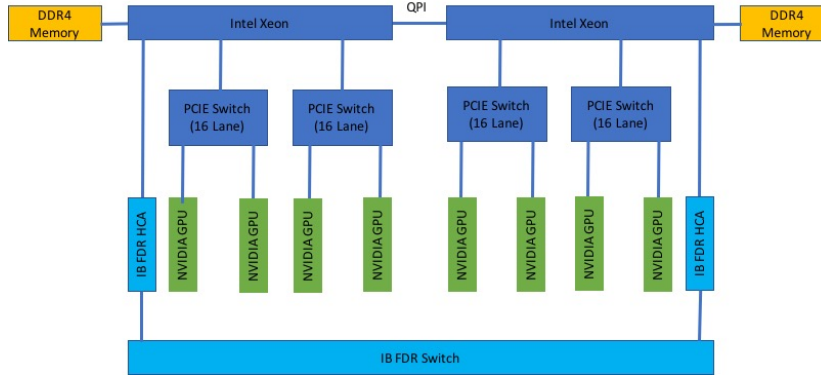 QPI
DDR4
Memory
Intel Xeon
Intel Xeon
DDR4
Memory
PCIE Switch
(16 Lane)
PCIE Switch
(16 Lane)
PCIE Switch
(16 Lane)
PCIE Switch
(16 Lane)
IB FDR HCA
NVIDIA GPU
NVIDIA GPU
NVIDIA GPU
NVIDIA GPU
NVIDIA GPU
NVIDIA GPU
NVIDIA GPU
NVIDIA GPU
IB FDR HCA
IB FDR Switch